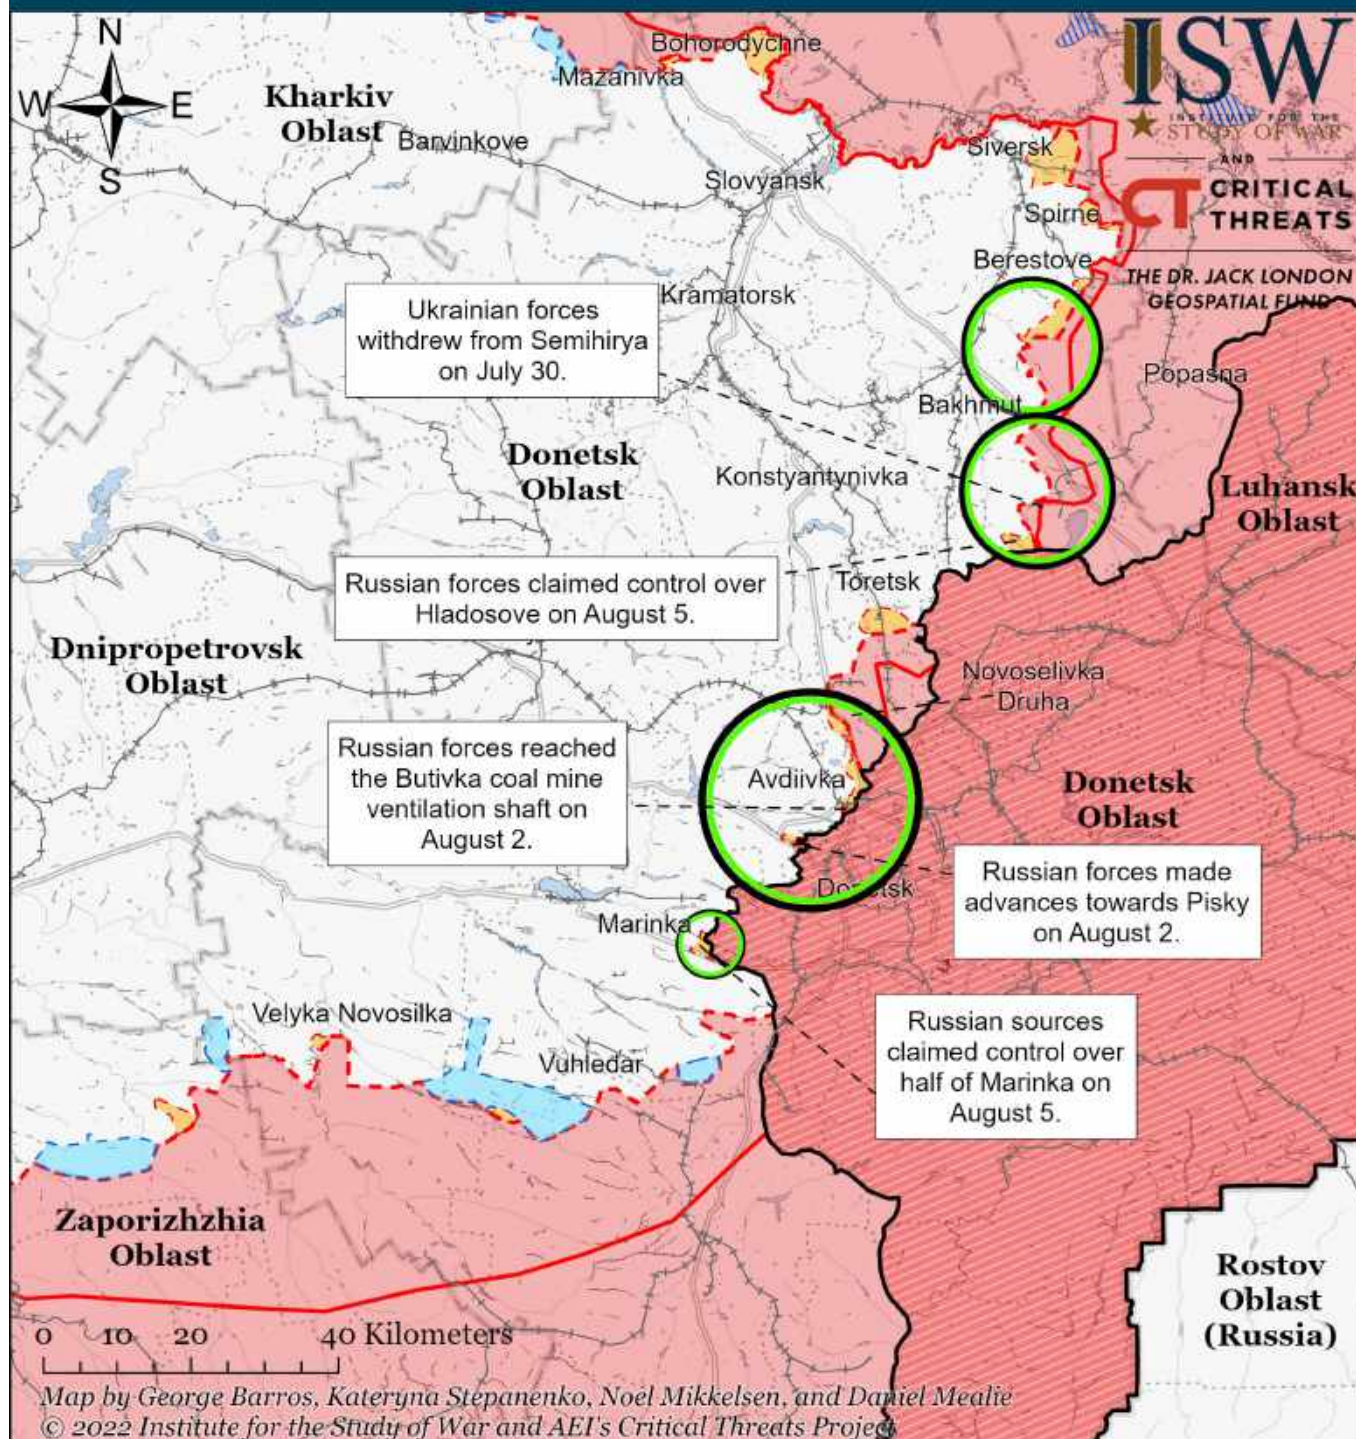 N
W E
S
ISW
INSTITUTE FOR THE
STUDY OF WAR
AND
CT CRITICAL
THREATS
THE DR. JACK LONDON
GEOSPATIAL FUND
Bohorodychne
Mazanivka
Kharkiv
Oblast
Barvinkove
Siversk
Slovyansk
Spirne
Berestove
Kramatorsk
Ukrainian forces
withdrew from Semihirya
on July 30.
Popasna
Bakhmut
Donetsk
Oblast
Konstyantynivka
Luhansk
Oblast
Russian forces claimed control over
Hladosove on August 5.
Toretsk
Dnipropetrovsk
Oblast
Novoselivka
Druha
Russian forces reached
the Butivka coal mine
ventilation shaft on
August 2.
Avdiivka
Donetsk
Oblast
Russian forces made
advances towards Pisky
on August 2.
Donetsk
Marinka
Velyka Novosilka
Vuhledar
Russian sources
claimed control over
half of Marinka on
August 5.
Zaporizhzhia
Oblast
Rostov
Oblast
(Russia)
0 10 20 40 Kilometers
Map by George Barros, Kateryna Stepanenko, Noel Mikkelsen, and Daniel Mealie
© 2022 Institute for the Study of War and AEI's Critical Threats Project